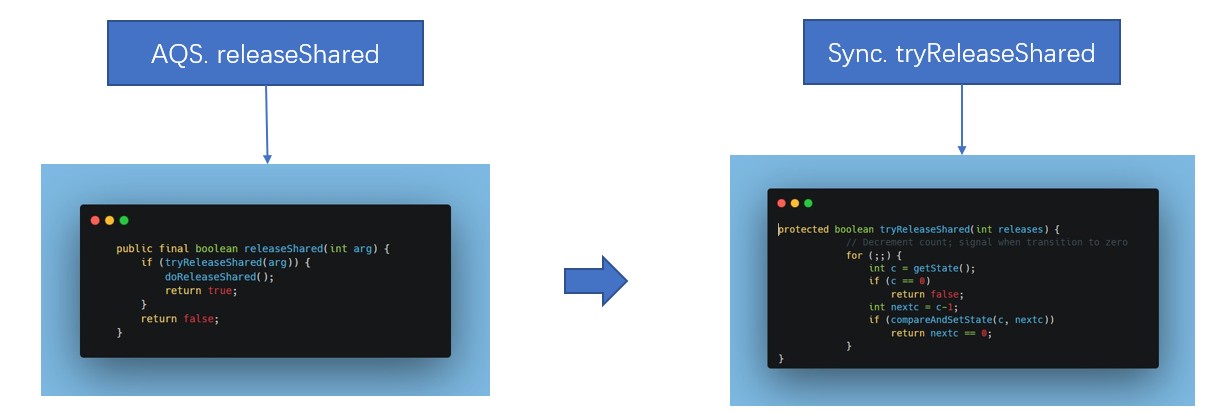 AQS. releaseShared
public final boolean releaseShared(int arg) {
    if (tryReleaseShared(arg)) {
        doReleaseShared();
        return true;
    }
    return false;
}
Sync. tryReleaseShared
protected boolean tryReleaseShared(int releases) {
            // Decrement count; signal when transition to zero
            for (;;) {
                int c = getState();
                if (c == 0)
                    return false;
                int nextc = c-1;
                if (compareAndSetState(c, nextc))
                    return nextc == 0;
            }
}